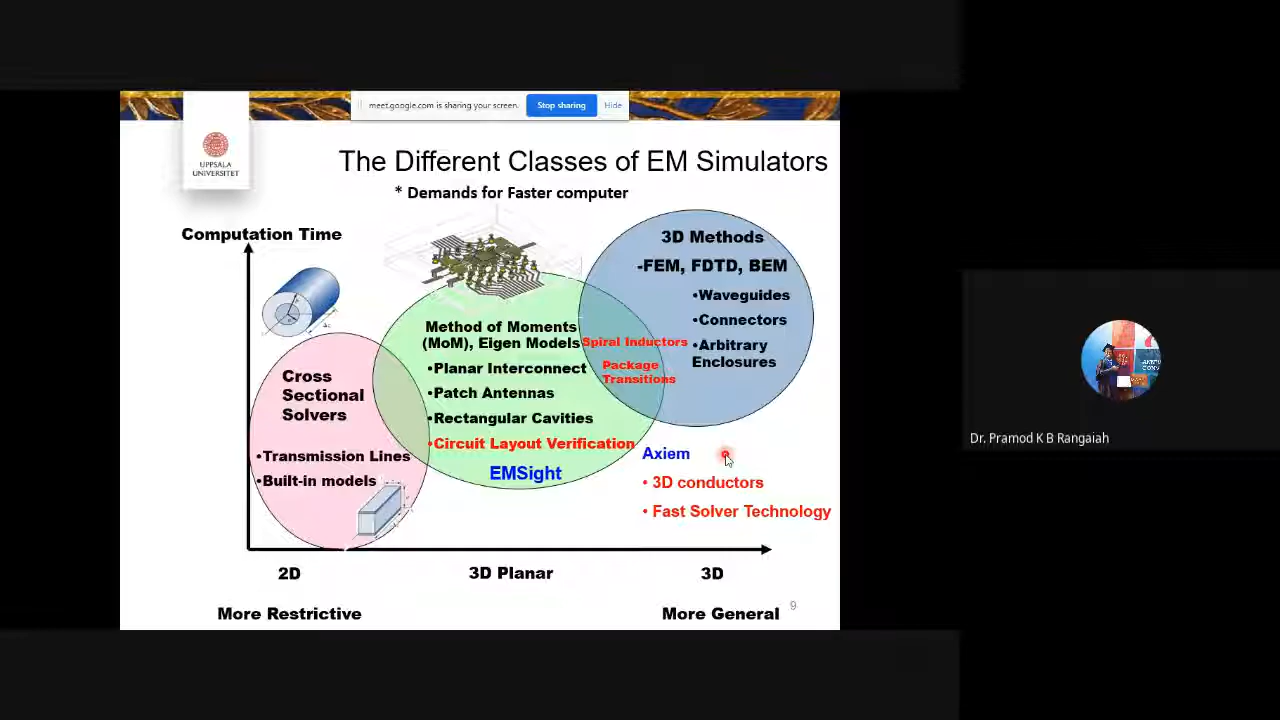 meet.google.com is sharing your screen.
Stop sharing
Hide
UPPSALA
UNIVERSITET
The Different Classes of EM Simulators
* Demands for Faster computer
Computation Time
3D Methods
-FEM, FDTD, BEM
•Waveguides
•Connectors
•Arbitrary
Enclosures
Method of Moments
(MoM), Eigen Models
•Planar Interconnect
•Patch Antennas
•Rectangular Cavities
•Circuit Layout Verification
EMSight
Spiral Inductors
Package
Transitions
Cross
Sectional
Solvers
•Transmission Lines
•Built-in models
Axiem
• 3D conductors
• Fast Solver Technology
2D
3D Planar
3D
More Restrictive
More General
9
Dr. Pramod K B Rangaiah